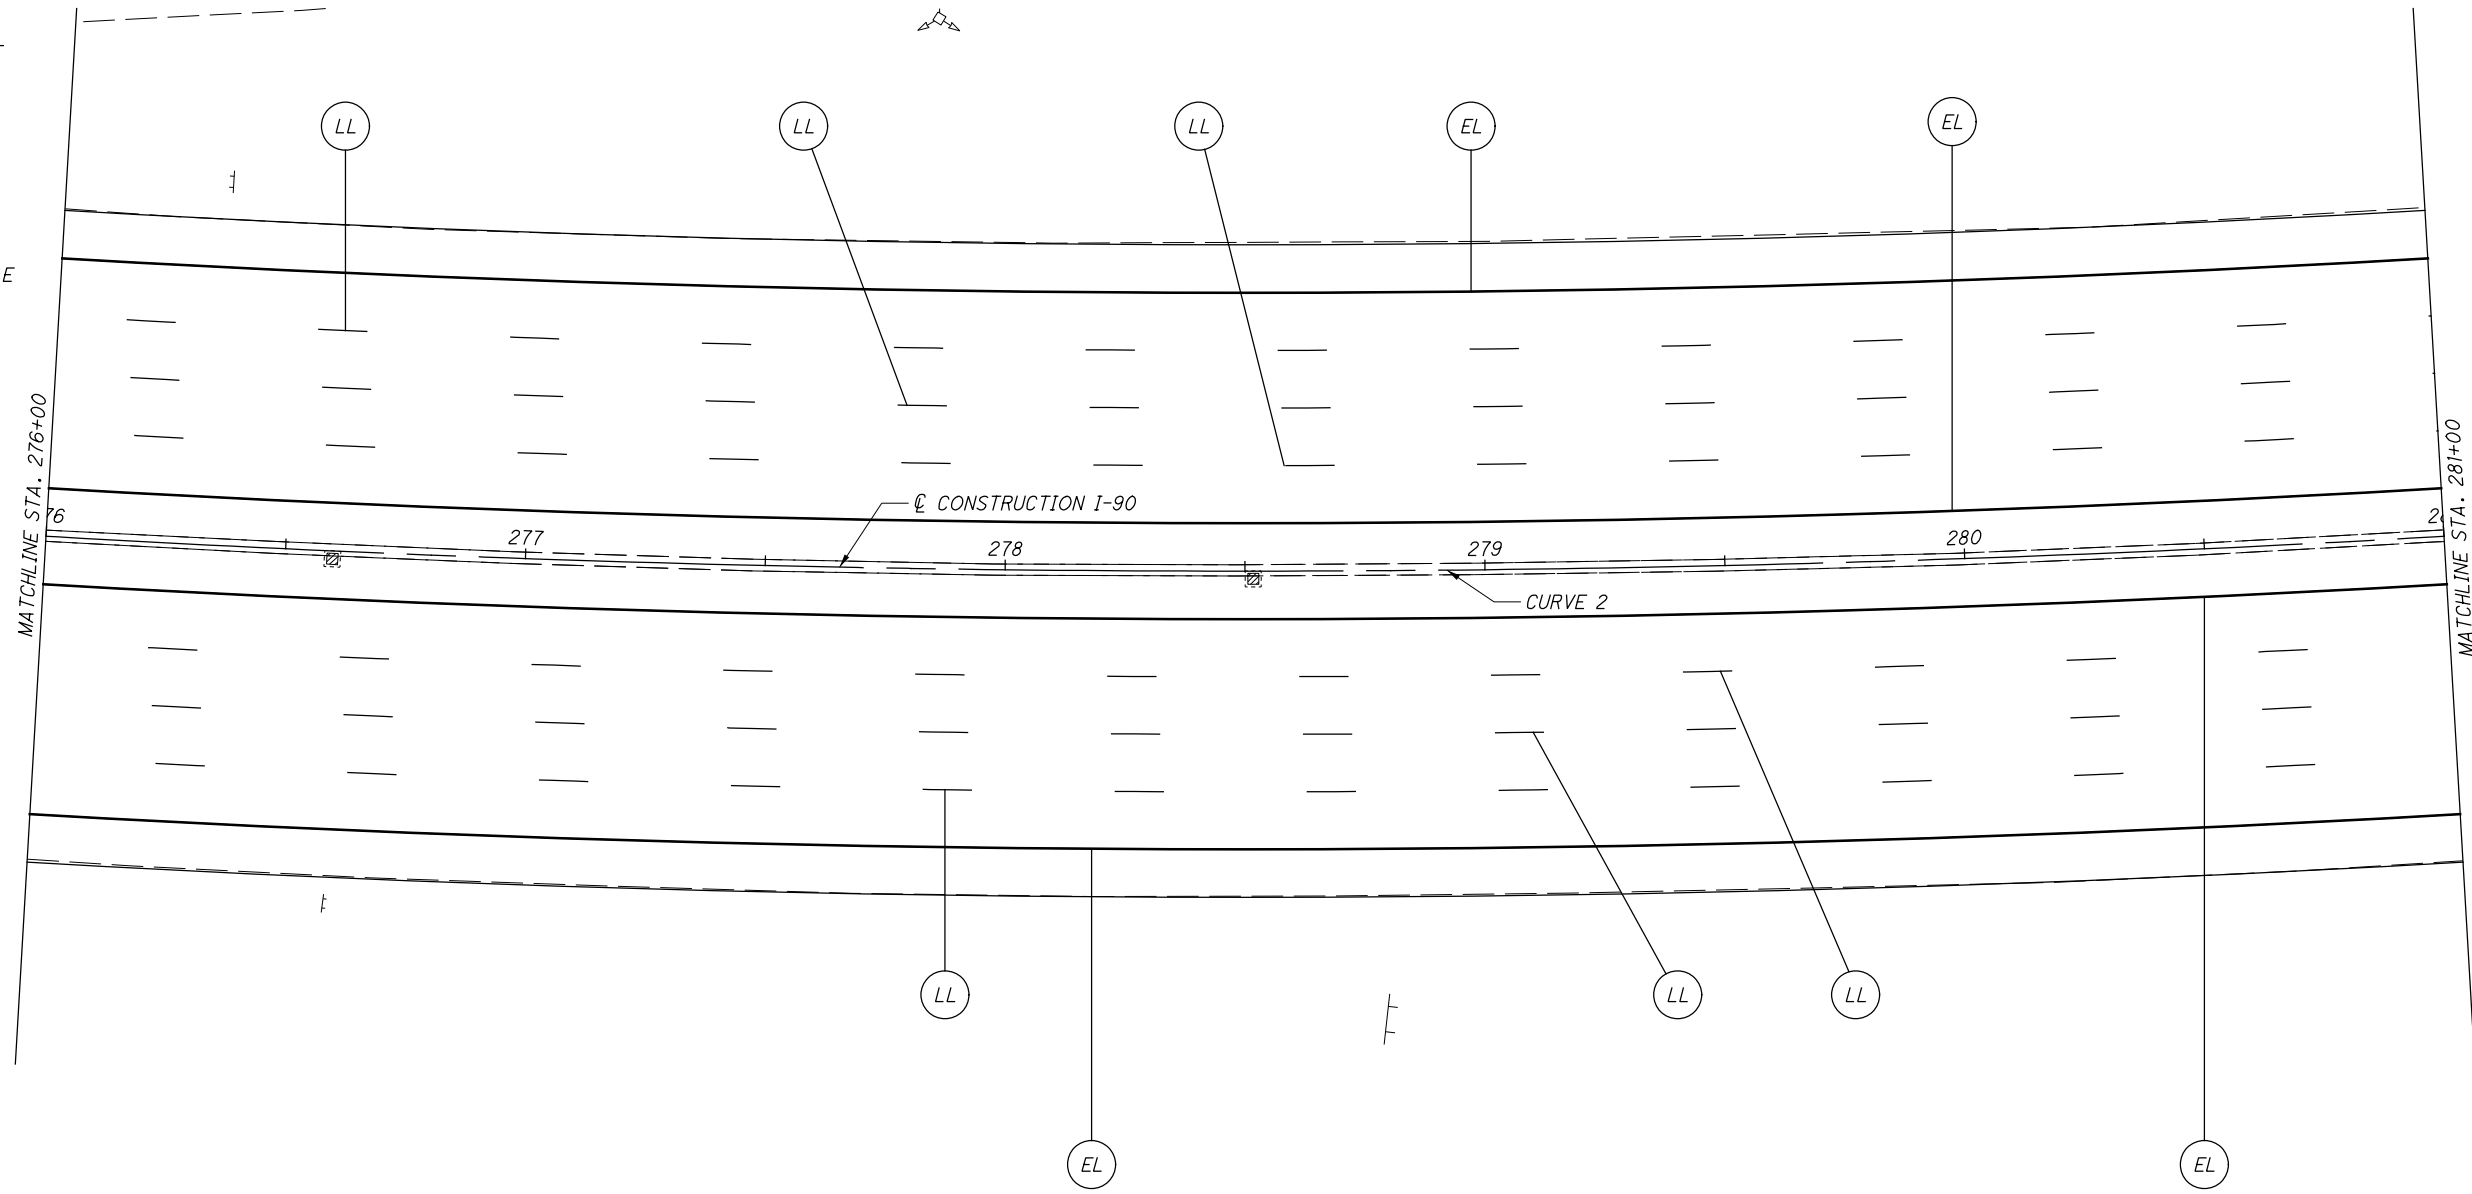 LL
LL
LL
EL
EL
E
MATCHLINE STA. 276+00
76
℄ CONSTRUCTION I-90
277
278
279
280
28
MATCHLINE STA. 281+00
CURVE 2
LL
LL
LL
EL
EL